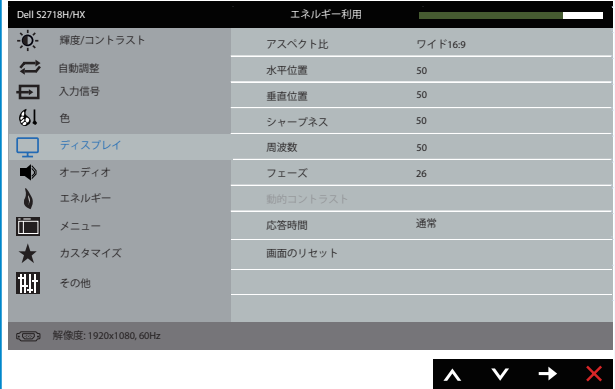 Dell S2718H/HX エネルギー利用
輝度/コントラスト
自動調整
入力信号
色
ディスプレイ
オーディオ
エネルギー
メニュー
カスタマイズ
その他
アスペクト比 ワイド16:9
水平位置 50
垂直位置 50
シャープネス 50
周波数 50
フェーズ 26
動的コントラスト
応答時間 通常
画面のリセット
解像度: 1920x1080, 60Hz